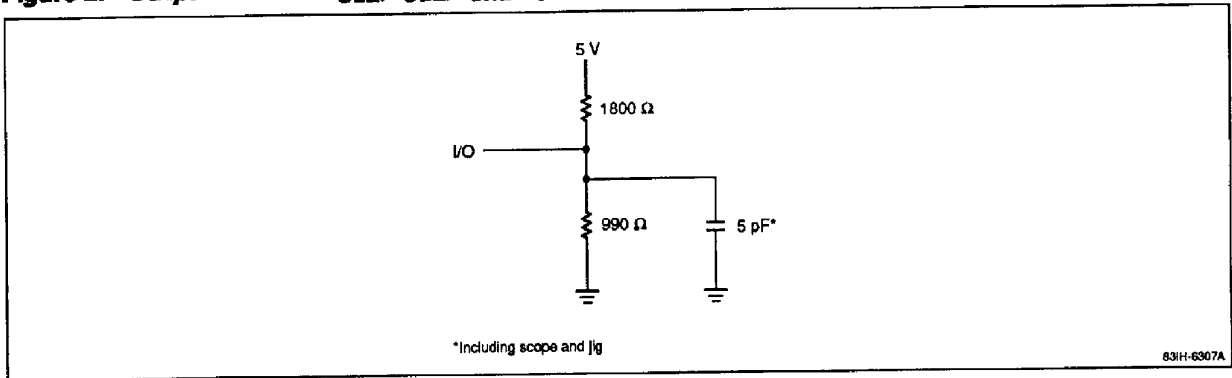 5 V
1800 Ω
I/O
990 Ω
5 pF*
*Including scope and jig
83IH-6307A